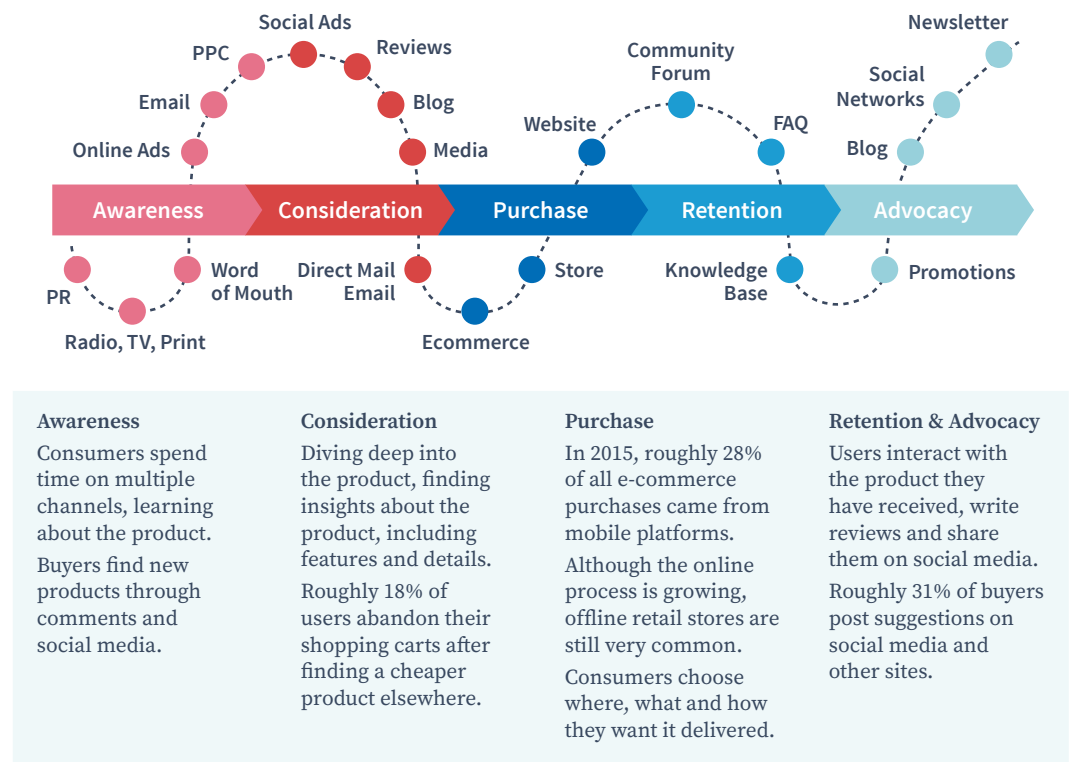 Social Ads
Newsletter
PPC
Reviews
Community
Forum
Social
Networks
Email
Blog
Website
FAQ
Online Ads
Media
Blog
Awareness
Consideration
Purchase
Retention
Advocacy
PR
Word
of Mouth
Direct Mail
Email
Store
Knowledge
Base
Promotions
Radio, TV, Print
Ecommerce
Awareness
Consumers spend
time on multiple
channels, learning
about the product.
Buyers find new
products through
comments and
social media.
Consideration
Diving deep into
the product, finding
insights about the
product, including
features and details.
Roughly 18% of
users abandon their
shopping carts after
finding a cheaper
product elsewhere.
Purchase
In 2015, roughly 28%
of all e-commerce
purchases came from
mobile platforms.
Although the online
process is growing,
offline retail stores are
still very common.
Consumers choose
where, what and how
they want it delivered.
Retention & Advocacy
Users interact with
the product they
have received, write
reviews and share
them on social media.
Roughly 31% of buyers
post suggestions on
social media and
other sites.